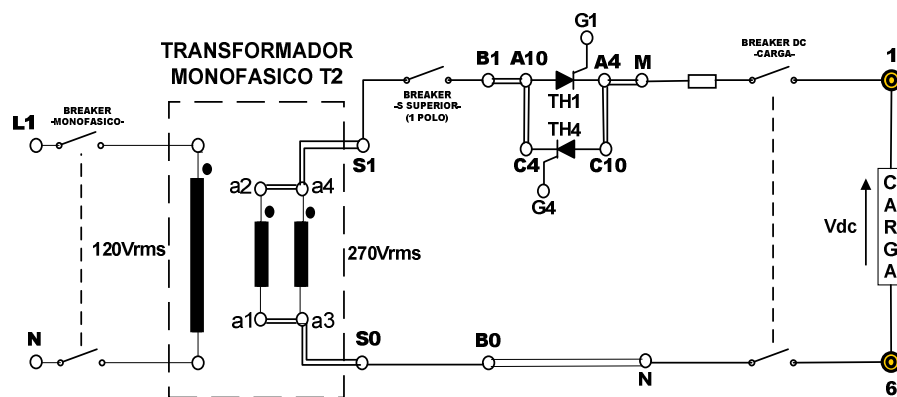 TRANSFORMADOR
MONOFASICO T2
BREAKER
-MONOFASICO-
L1
N
120Vrms
a2
a4
a1
a3
270Vrms
S1
S0
BREAKER
-S SUPERIOR-
(1 POLO)
B1
A10
G1
A4
M
TH1
TH4
C4
C10
G4
B0
N
BREAKER DC
-CARGA-
1
Vdc
CARGA
6